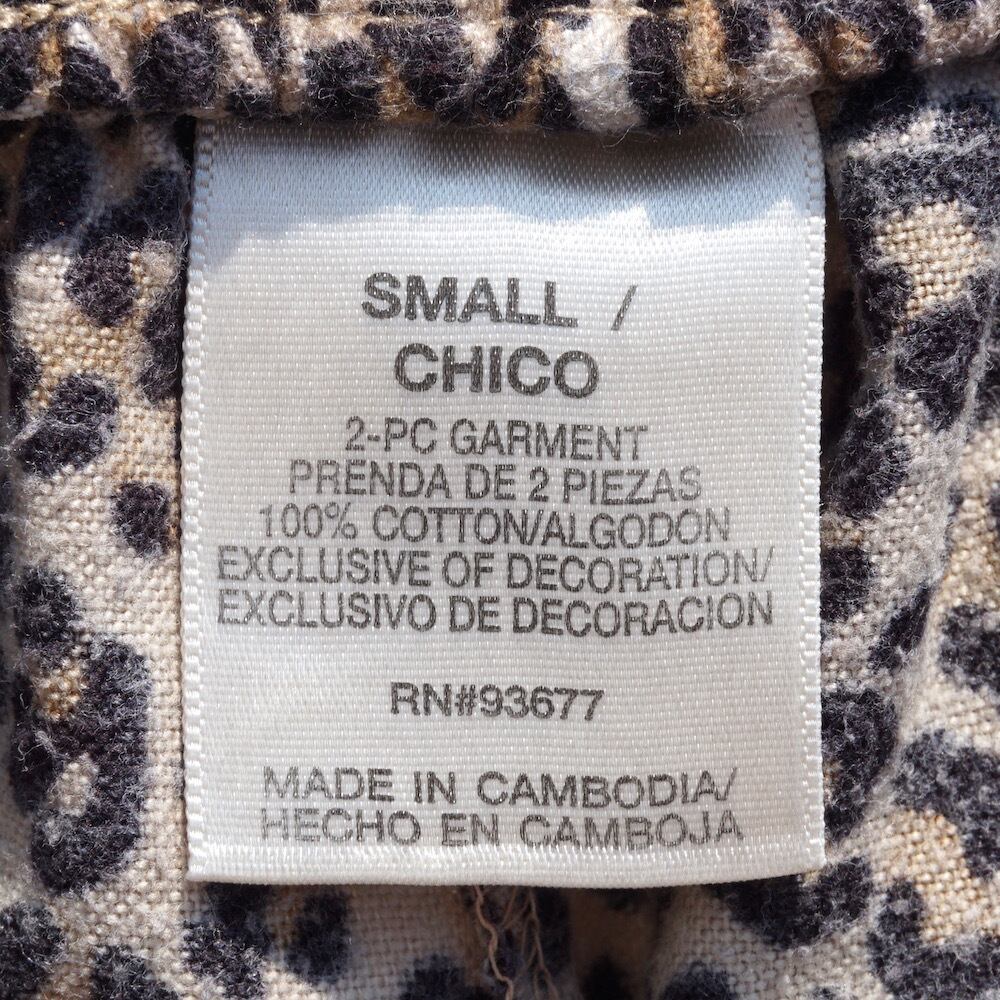 SMALL /
CHICO
2-PC GARMENT
PRENDA DE 2 PIEZAS
100% COTTON/ALGODON
EXCLUSIVE OF DECORATION/
EXCLUSIVO DE DECORACION
RN#93677
MADE IN CAMBODIA/
HECHO EN CAMBOJA